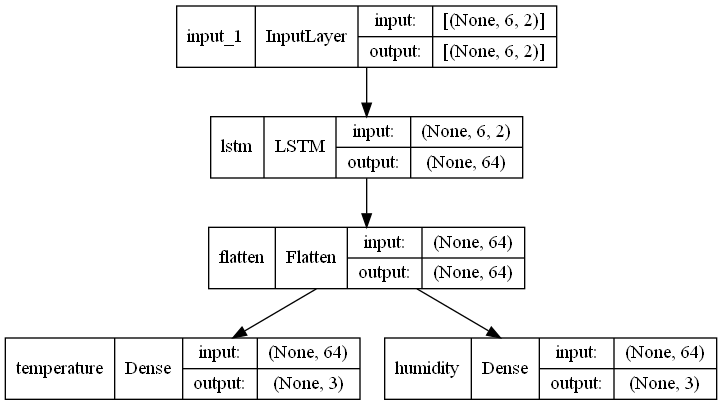 input_1 InputLayer input: [(None, 6, 2)]
output: [(None, 6, 2)]
lstm LSTM input: (None, 6, 2)
output: (None, 64)
flatten Flatten input: (None, 64)
output: (None, 64)
temperature Dense input: (None, 64)
output: (None, 3)
humidity Dense input: (None, 64)
output: (None, 3)